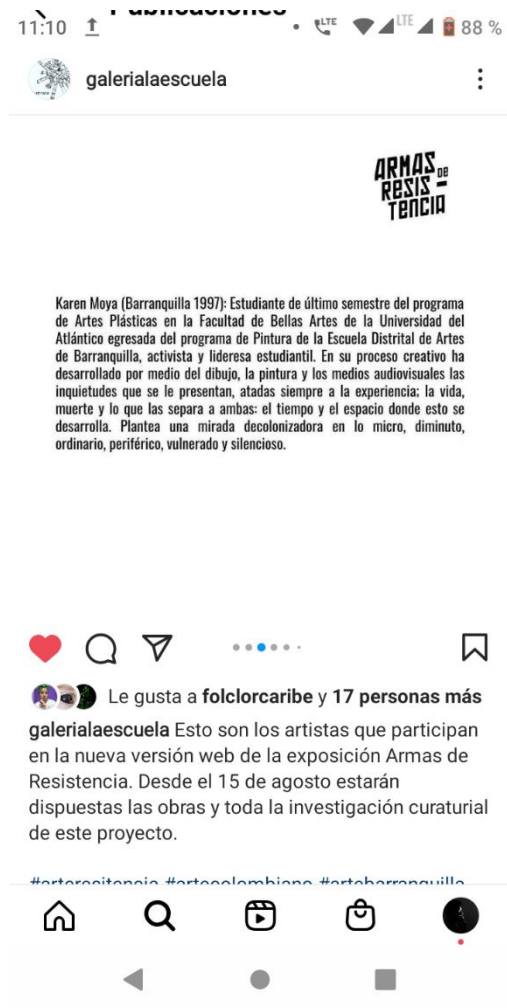 Publicaciones
11:10
LTE
LTE
88 %
galerialaescuela
ARMAS DE
RESIS -
TENCIA
Karen Moya (Barranquilla 1997): Estudiante de último semestre del programa
de Artes Plásticas en la Facultad de Bellas Artes de la Universidad del
Atlántico egresada del programa de Pintura de la Escuela Distrital de Artes
de Barranquilla, activista y lideresa estudiantil. En su proceso creativo ha
desarrollado por medio del dibujo, la pintura y los medios audiovisuales las
inquietudes que se le presentan, atadas siempre a la experiencia; la vida,
muerte y lo que las separa a ambas: el tiempo y el espacio donde esto se
desarrolla. Plantea una mirada decolonizadora en lo micro, diminuto,
ordinario, periférico, vulnerado y silencioso.
Le gusta a folclorcaribe y 17 personas más
galerialaescuela Esto son los artistas que participan
en la nueva versión web de la exposición Armas de
Resistencia. Desde el 15 de agosto estarán
dispuestas las obras y toda la investigación curaturial
de este proyecto.
#arteresitencia #artecolombiano #artebarranquilla